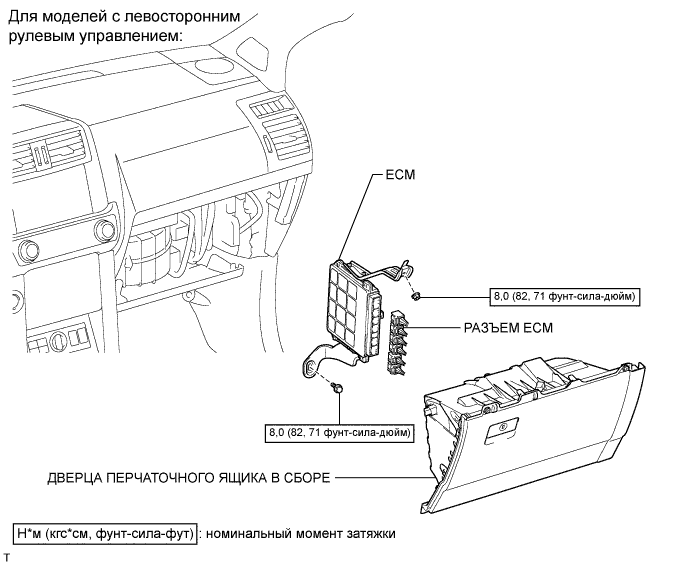 Для моделей с левосторонним
рулевым управлением:
ECM
8,0 (82, 71 фунт-сила-дюйм)
РАЗЪЕМ ECM
8,0 (82, 71 фунт-сила-дюйм)
ДВЕРЦА ПЕРЧАТОЧНОГО ЯЩИКА В СБОРЕ
Н*м (кгс*см, фунт-сила-фут) : номинальный момент затяжки
T